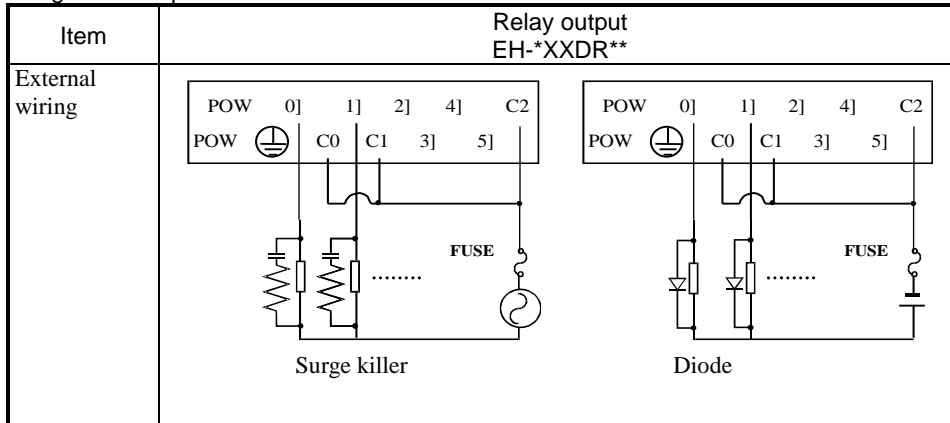 Item
Relay output
EH-*XXDR**
External
wiring
POW 0] 1] 2] 4] C2
POW C0 C1 3] 5]
FUSE
Surge killer
POW 0] 1] 2] 4] C2
POW C0 C1 3] 5]
FUSE
Diode